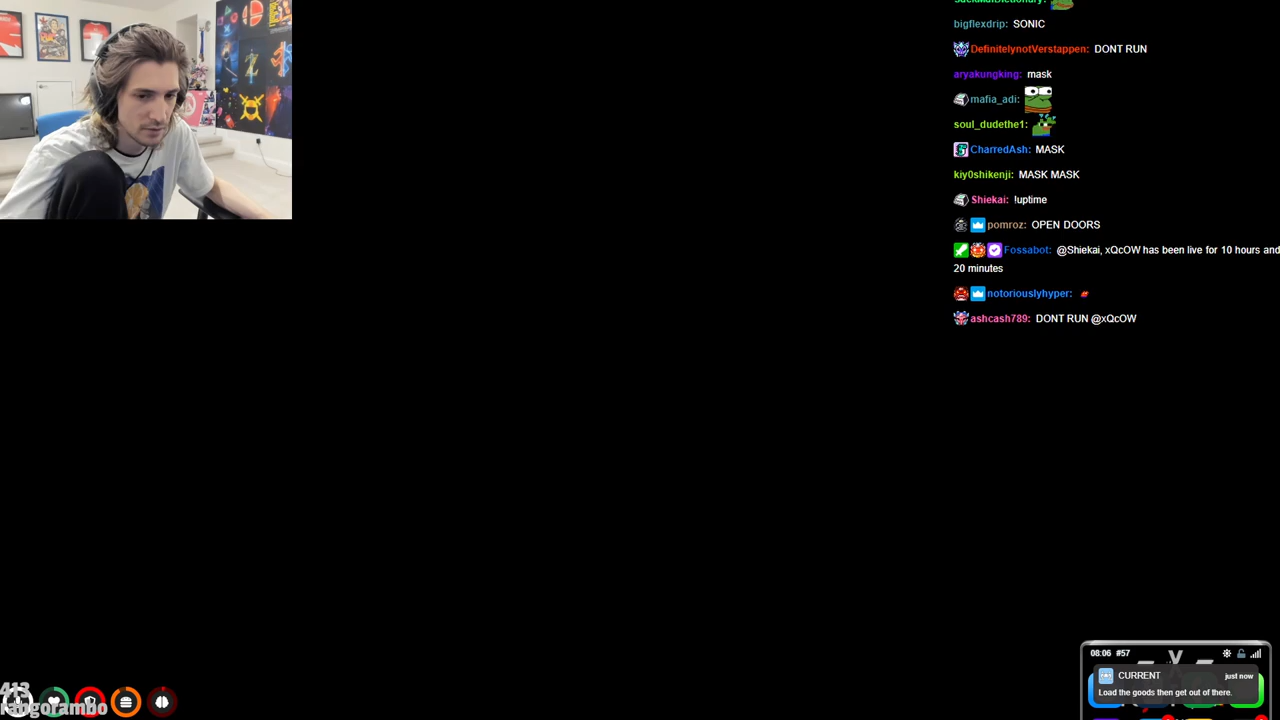 bigflexdrip: SONIC
DefinitelynotVerstappen: DONT RUN
aryakungking: mask
mafia_adi:
soul_dudethe1:
CharredAsh: MASK
kiy0shikenji: MASK MASK
Shiekai: !uptime
pomroz: OPEN DOORS
Fossabot: @Shiekai, xQcOW has been live for 10 hours and
20 minutes
notoriouslyhyper:
ashcash789: DONT RUN @xQcOW
08:06 #57
CURRENT just now
Load the goods then get out of there.
413
rangorambo